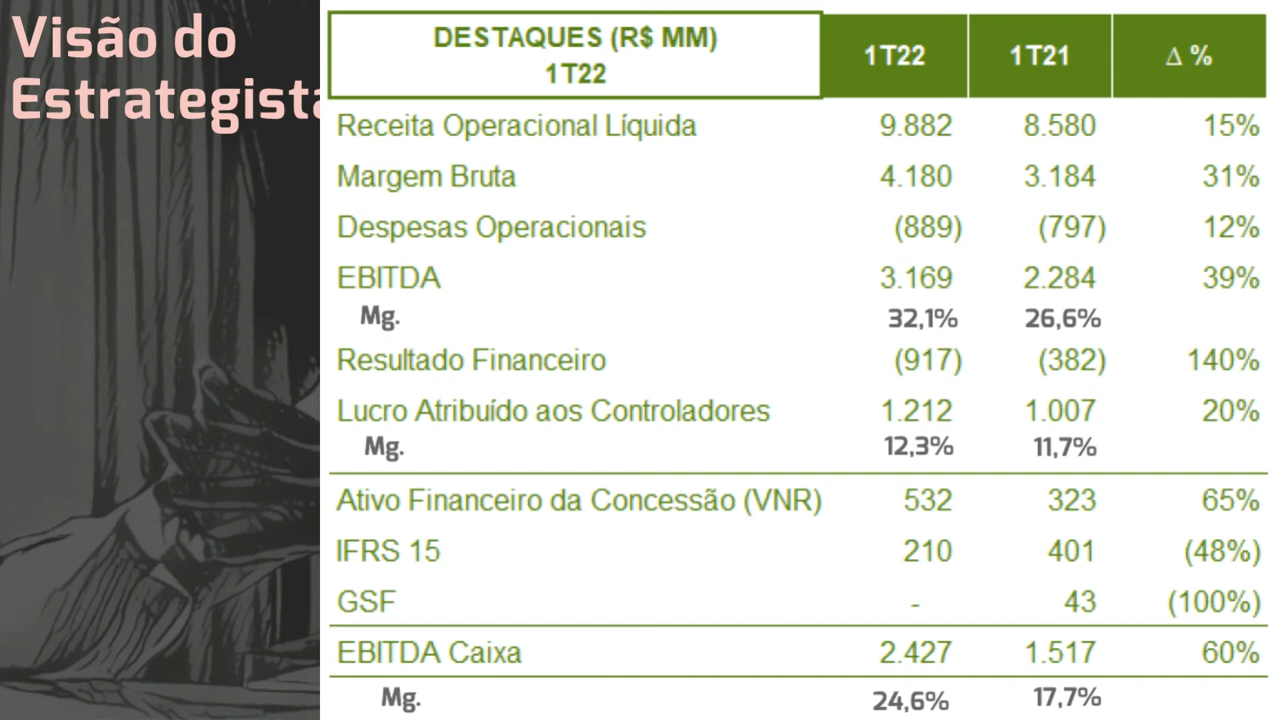 Visão do
Estrategista
DESTAQUES (R$ MM)
1T22 1T22 1T21 Δ %
Receita Operacional Líquida 9.882 8.580 15%
Margem Bruta 4.180 3.184 31%
Despesas Operacionais (889) (797) 12%
EBITDA 3.169 2.284 39%
Mg. 32,1% 26,6%
Resultado Financeiro (917) (382) 140%
Lucro Atribuído aos Controladores 1.212 1.007 20%
Mg. 12,3% 11,7%
Ativo Financeiro da Concessão (VNR) 532 323 65%
IFRS 15 210 401 (48%)
GSF - 43 (100%)
EBITDA Caixa 2.427 1.517 60%
Mg. 24,6% 17,7%